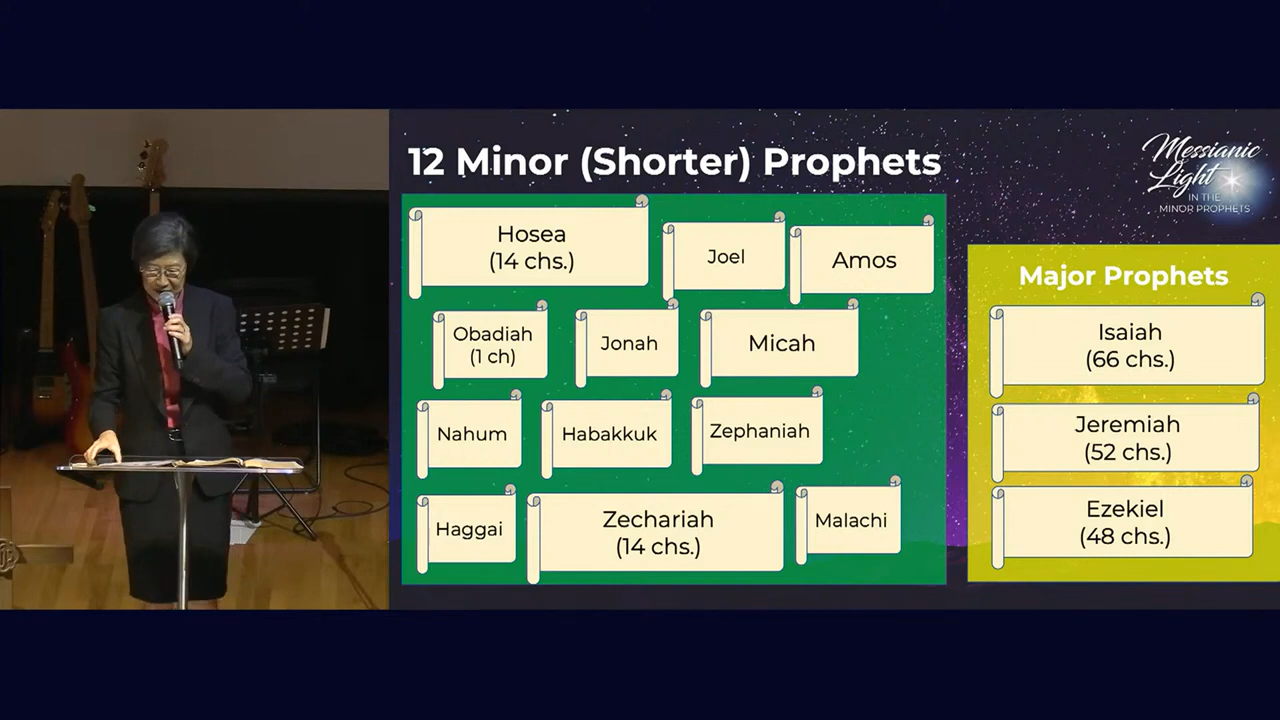 12 Minor (Shorter) Prophets
Messianic
Light
IN THE
MINOR PROPHETS
Hosea
(14 chs.)
Joel
Amos
Obadiah
(1 ch)
Jonah
Micah
Nahum
Habakkuk
Zephaniah
Haggai
Zechariah
(14 chs.)
Malachi
Major Prophets
Isaiah
(66 chs.)
Jeremiah
(52 chs.)
Ezekiel
(48 chs.)